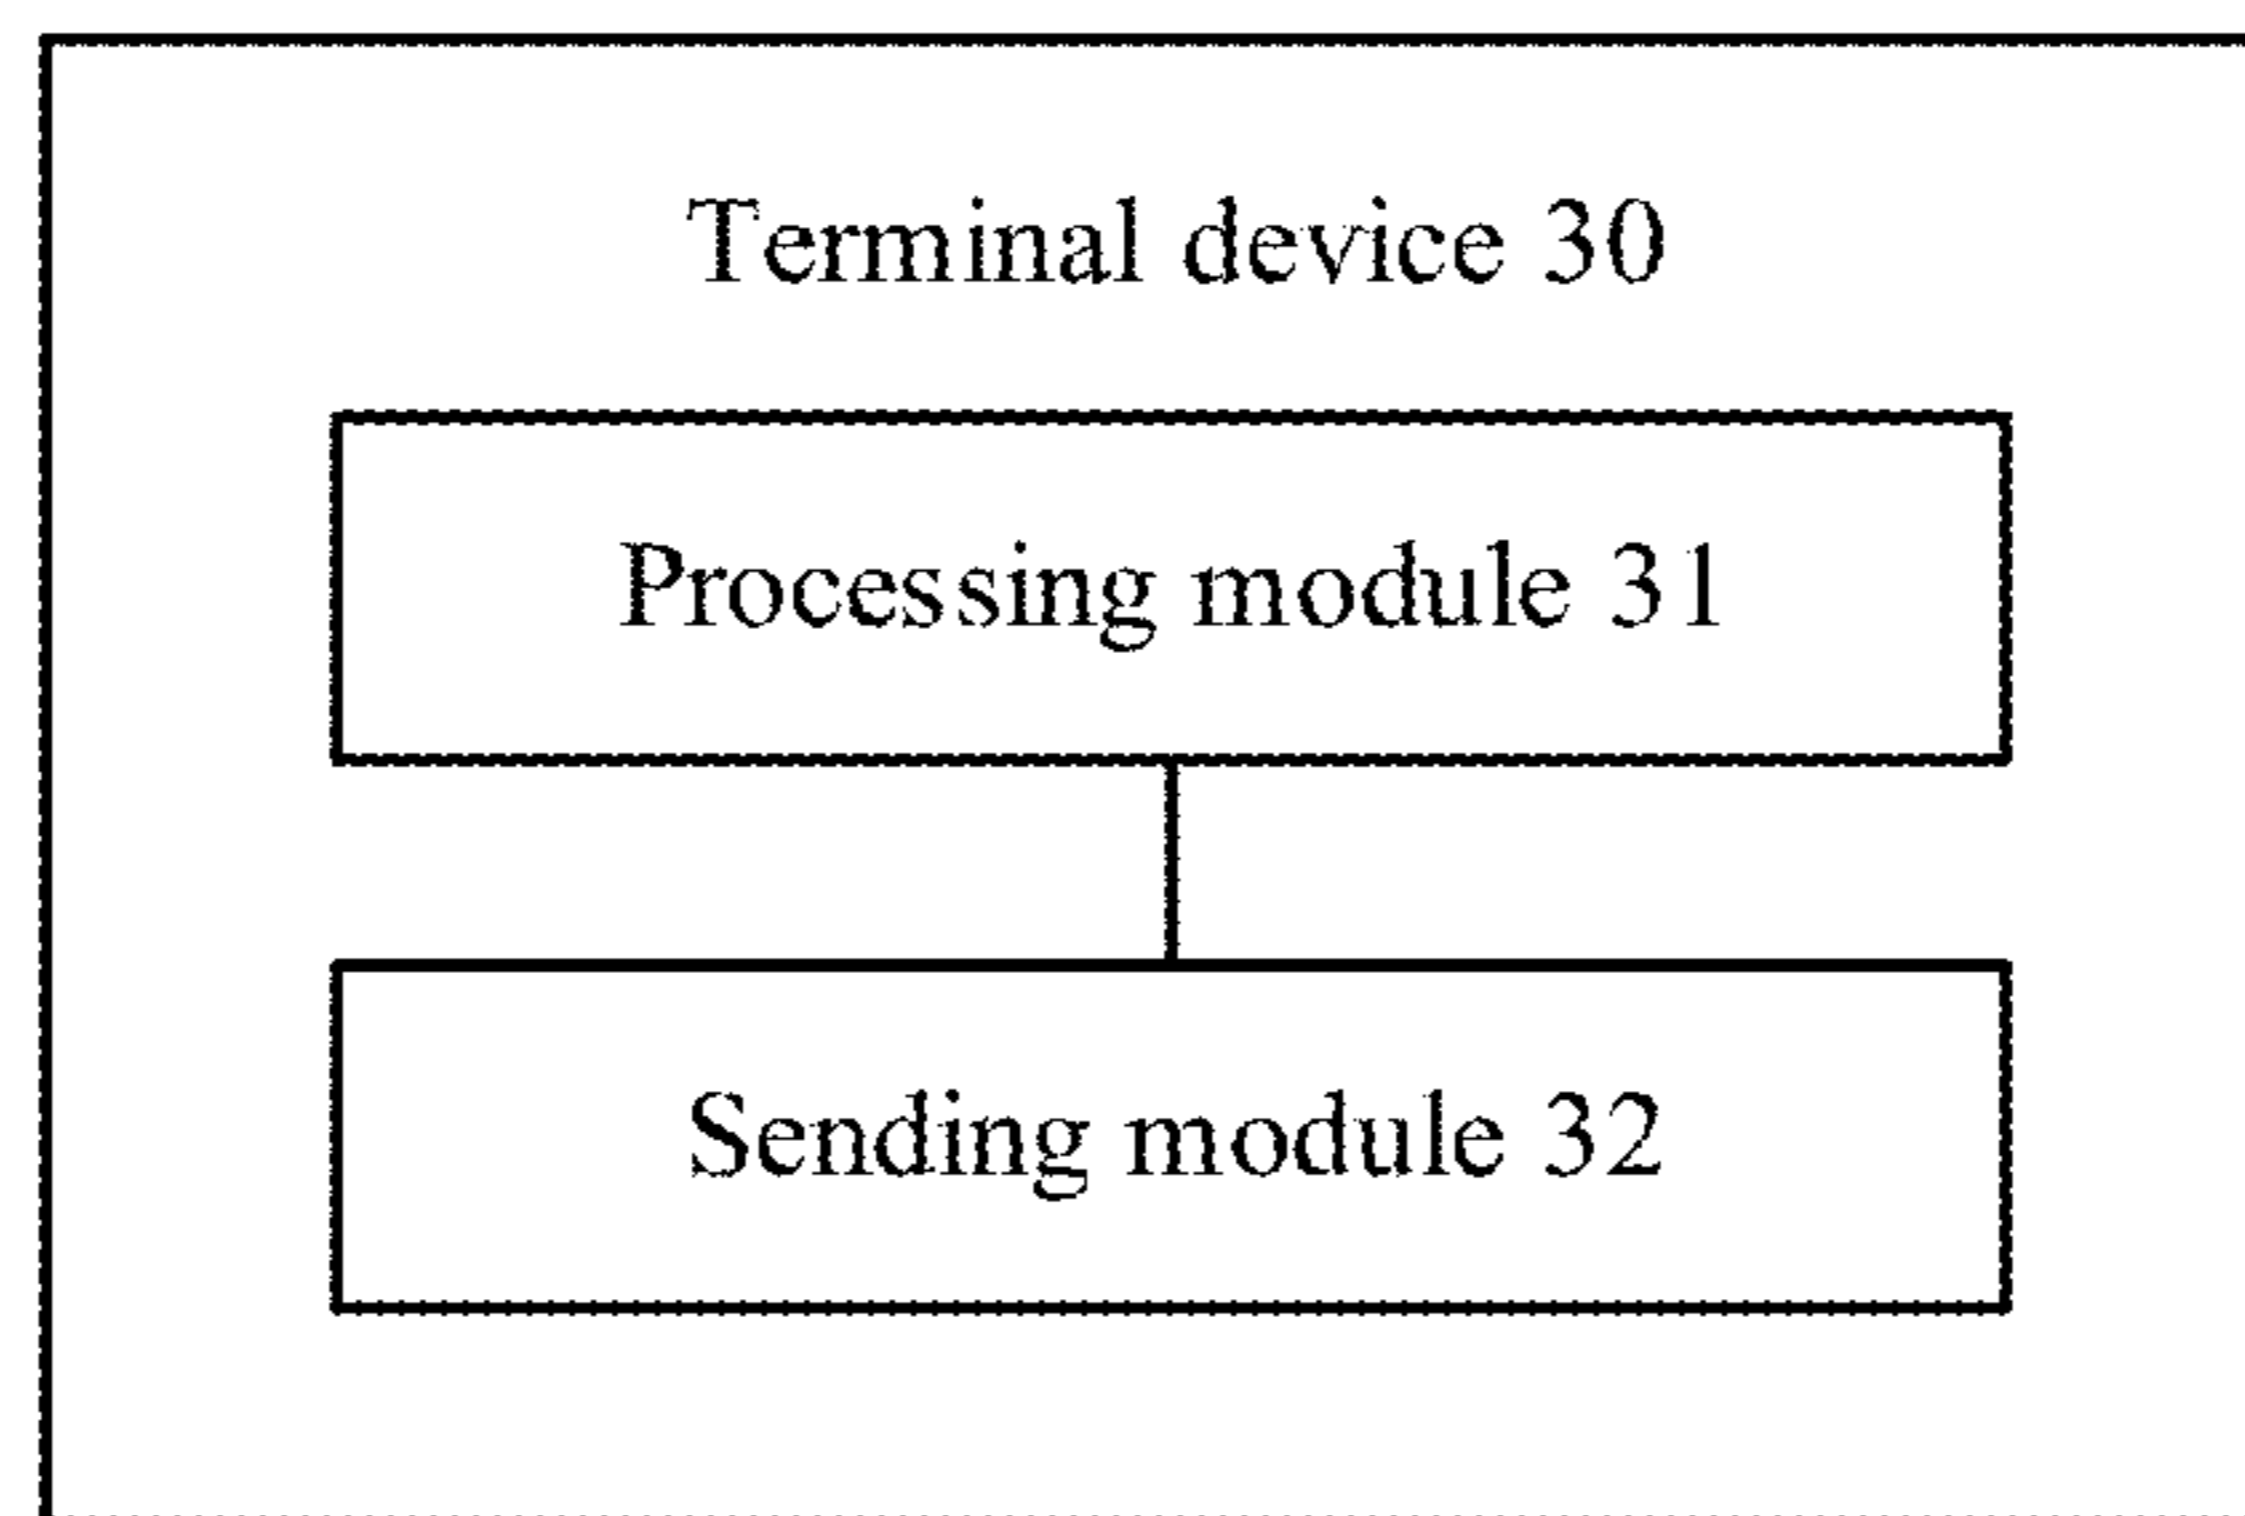 Terminal device 30
Processing module 31
Sending module 32